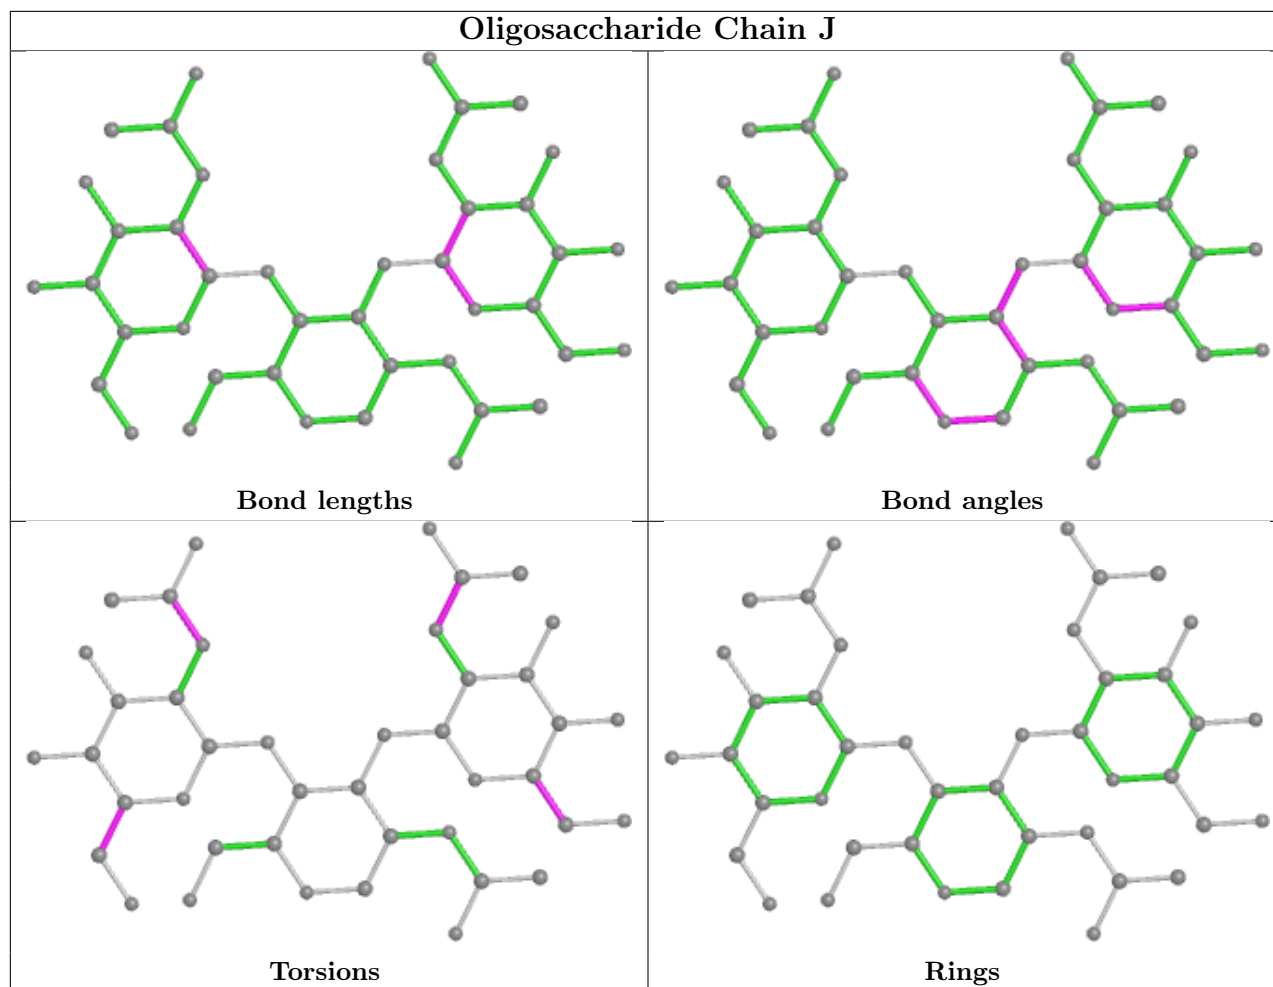 Oligosaccharide Chain J
Bond lengths
Bond angles
Torsions
Rings